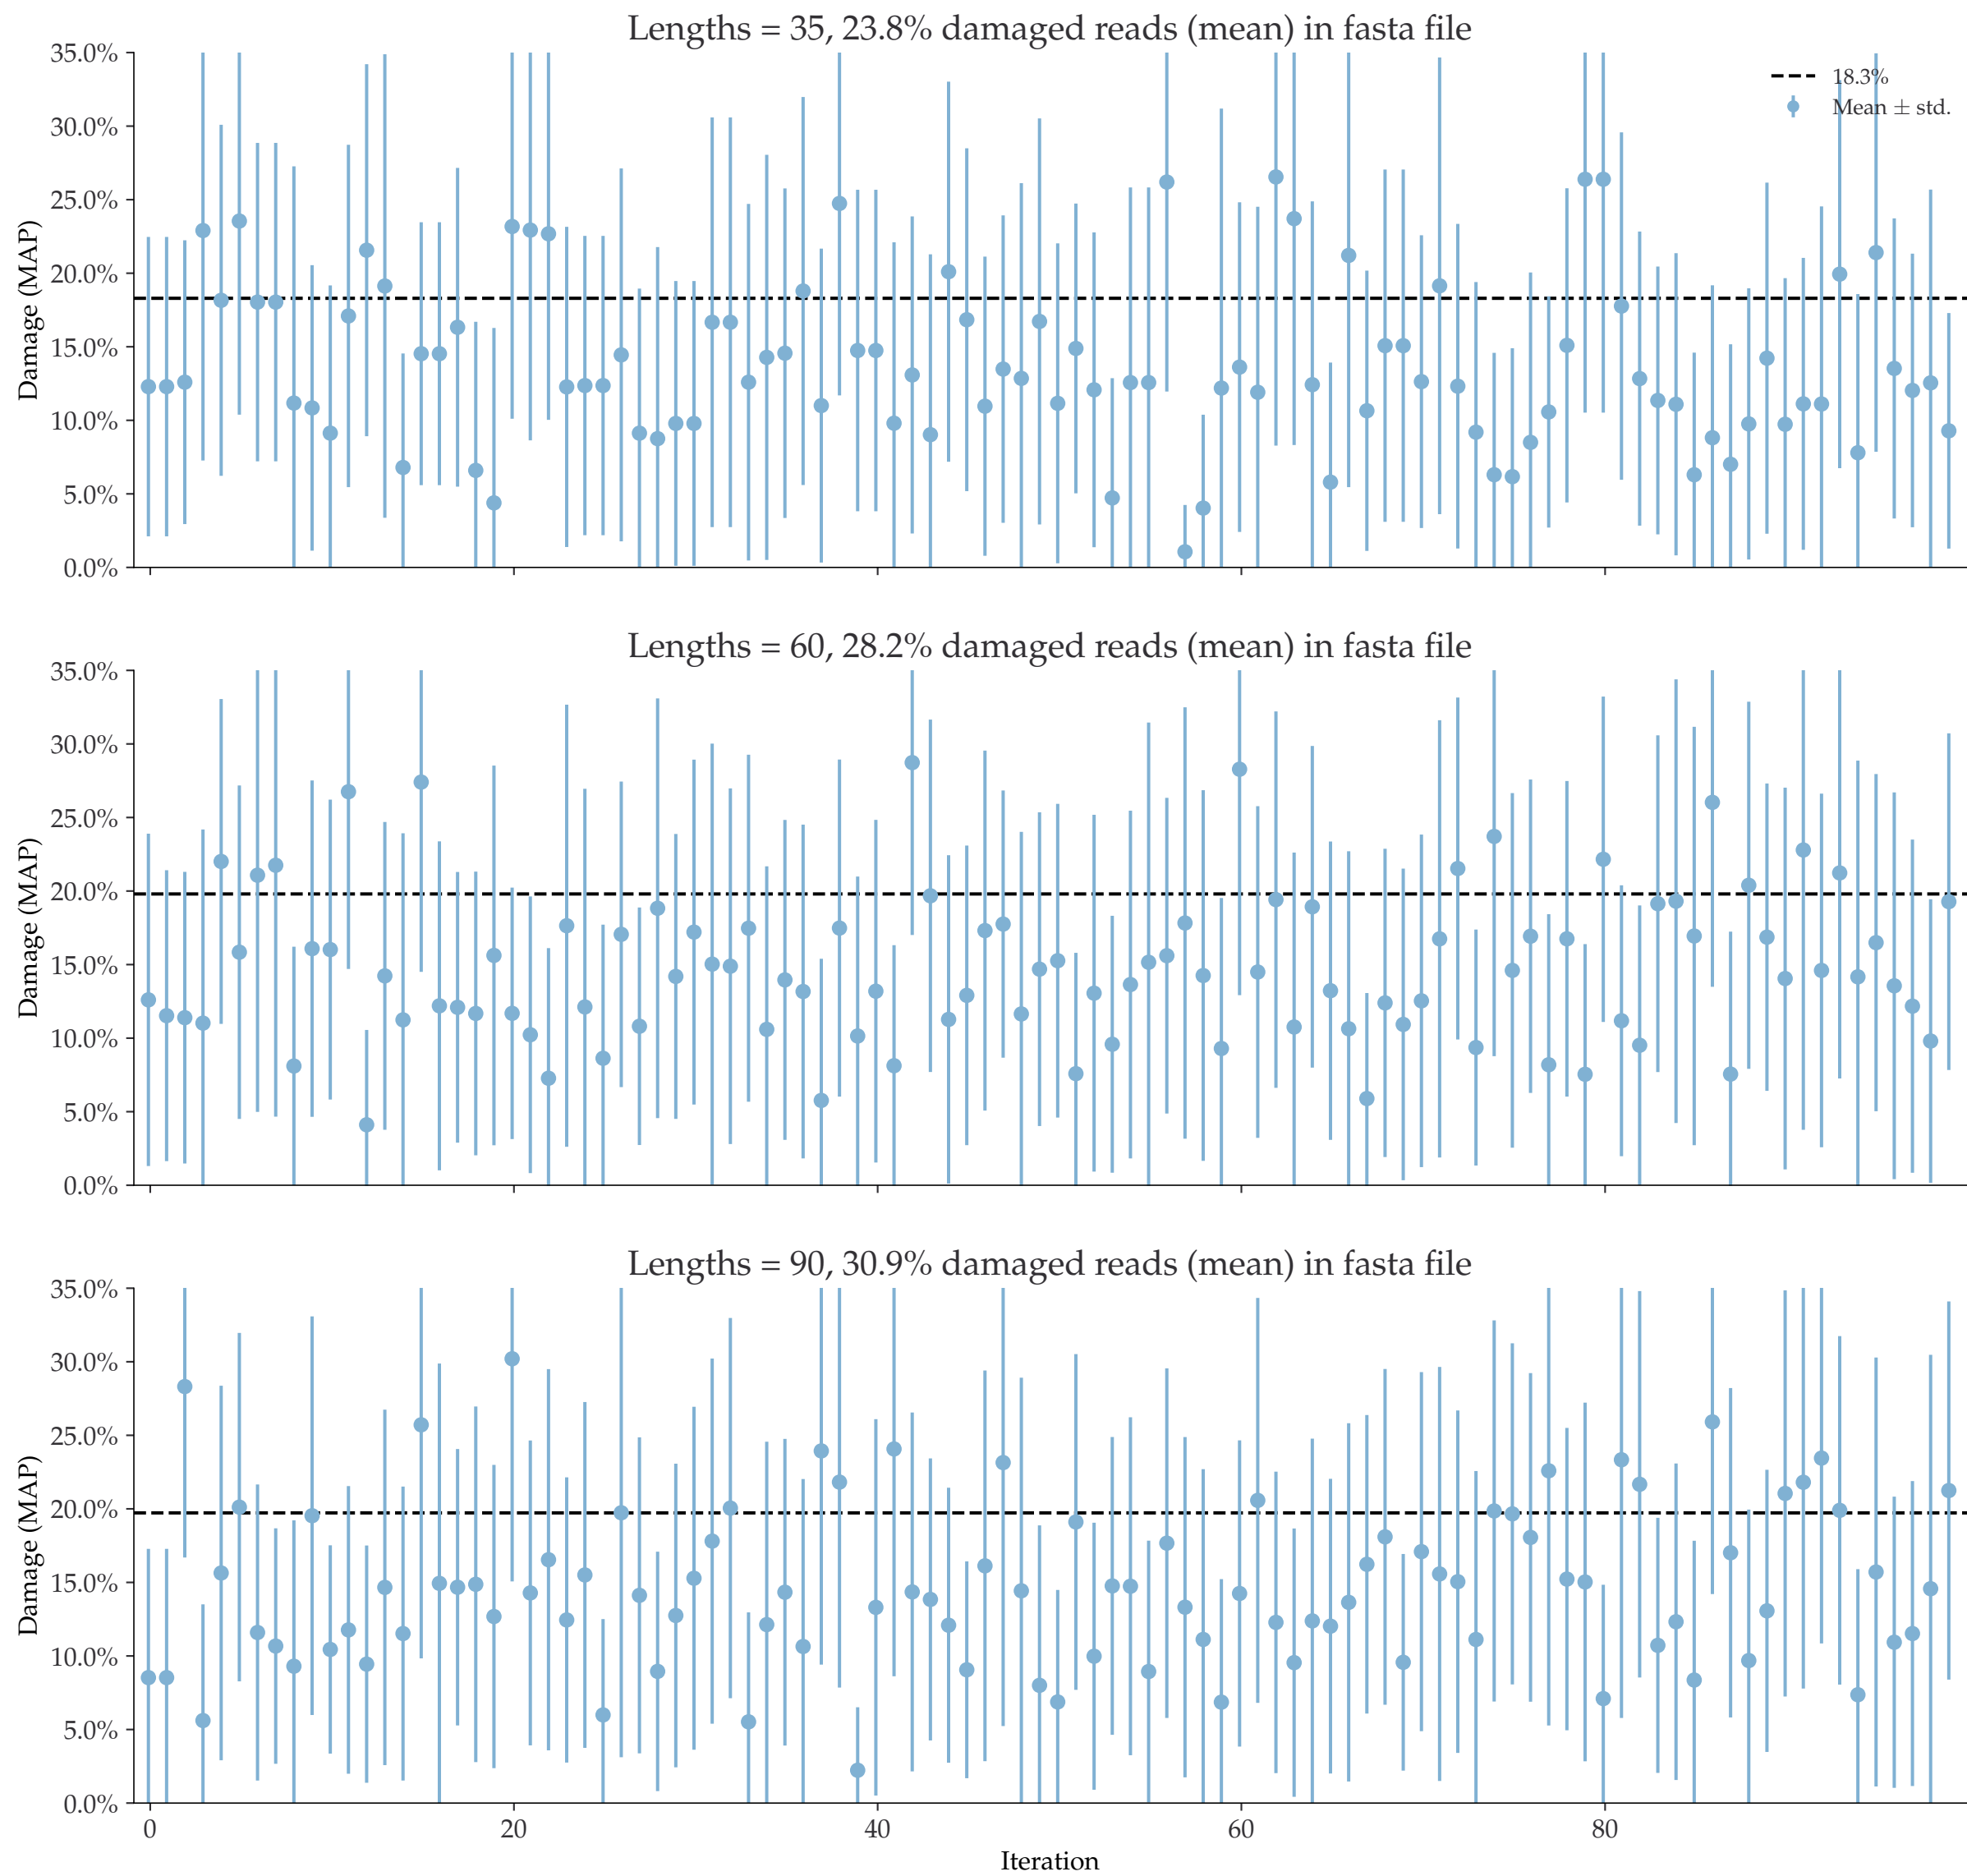 Lengths = 35, 23.8% damaged reads (mean) in fasta file
35.0%
30.0%
25.0%
20.0%
15.0%
10.0%
5.0%
0.0%
Damage (MAP)
18.3%
Mean ± std.
Lengths = 60, 28.2% damaged reads (mean) in fasta file
35.0%
30.0%
25.0%
20.0%
15.0%
10.0%
5.0%
0.0%
Damage (MAP)
Lengths = 90, 30.9% damaged reads (mean) in fasta file
35.0%
30.0%
25.0%
20.0%
15.0%
10.0%
5.0%
0.0%
Damage (MAP)
0 20 40 60 80
Iteration